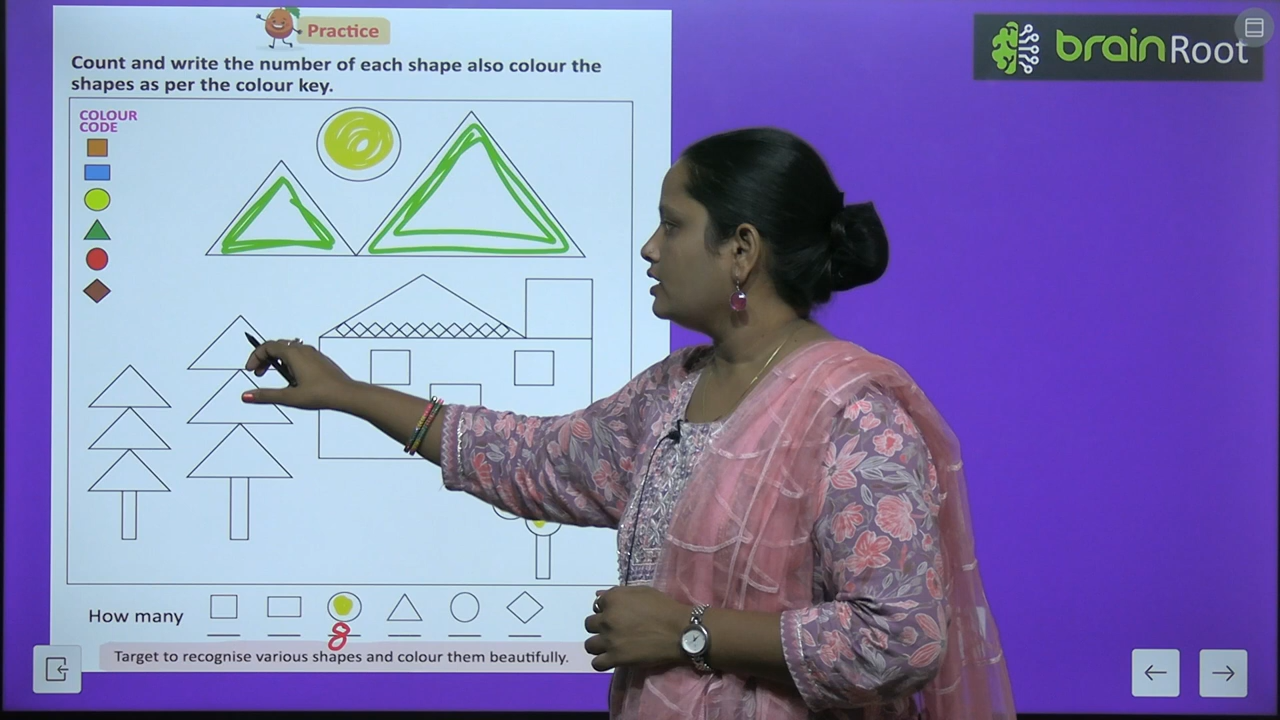 Practice
brainRoot
Count and write the number of each shape also colour the
shapes as per the colour key.
COLOUR
CODE
How many
8
Target to recognise various shapes and colour them beautifully.